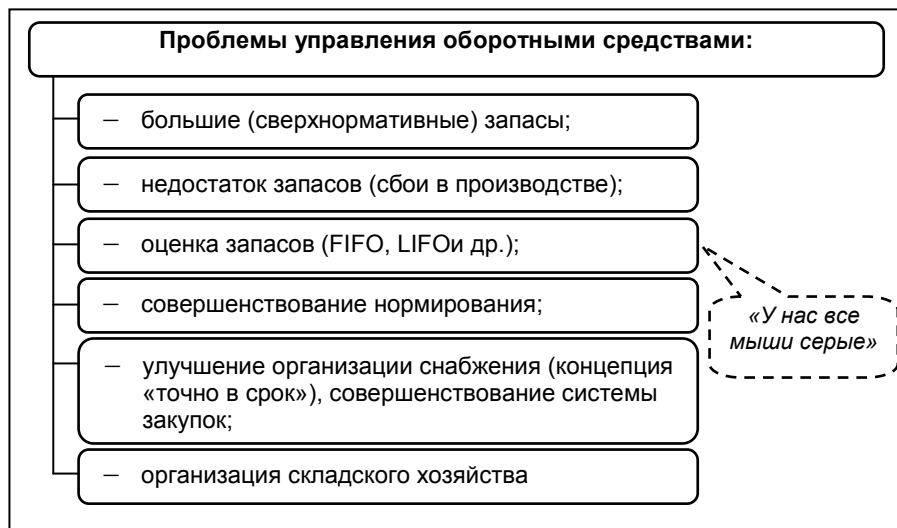 Проблемы управления оборотными средствами:
– большие (сверхнормативные) запасы;
– недостаток запасов (сбои в производстве);
– оценка запасов (FIFO, LIFOи др.);
– совершенствование нормирования;
«У нас все
мыши серые»
– улучшение организации снабжения (концепция
«точно в срок»), совершенствование системы
закупок;
– организация складского хозяйства